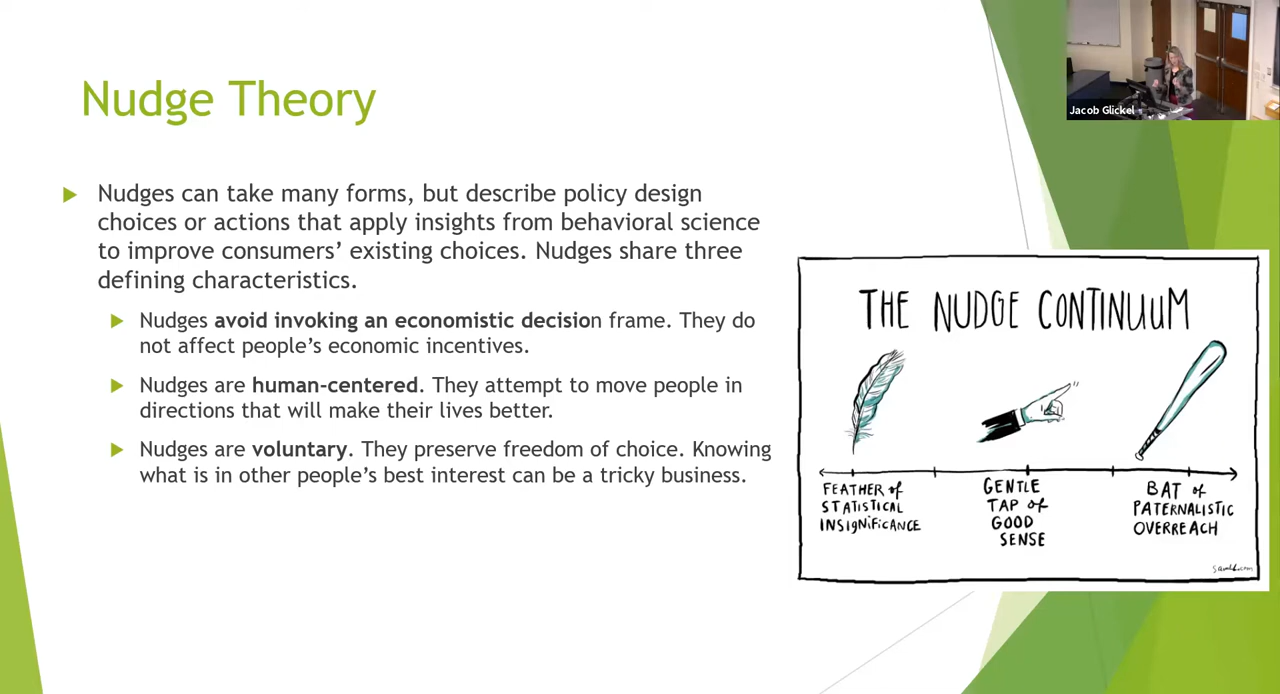 Nudge Theory
Nudges can take many forms, but describe policy design
choices or actions that apply insights from behavioral science
to improve consumers’ existing choices. Nudges share three
defining characteristics.
Nudges avoid invoking an economistic decision frame. They do
not affect people’s economic incentives.
Nudges are human-centered. They attempt to move people in
directions that will make their lives better.
Nudges are voluntary. They preserve freedom of choice. Knowing
what is in other people’s best interest can be a tricky business.
Jacob Glickel
THE NUDGE CONTINUUM
FEATHER of
STATISTICAL
INSIGNIFICANCE
GENTLE
TAP of
GOOD
SENSE
BAT of
PATERNALISTIC
OVERREACH